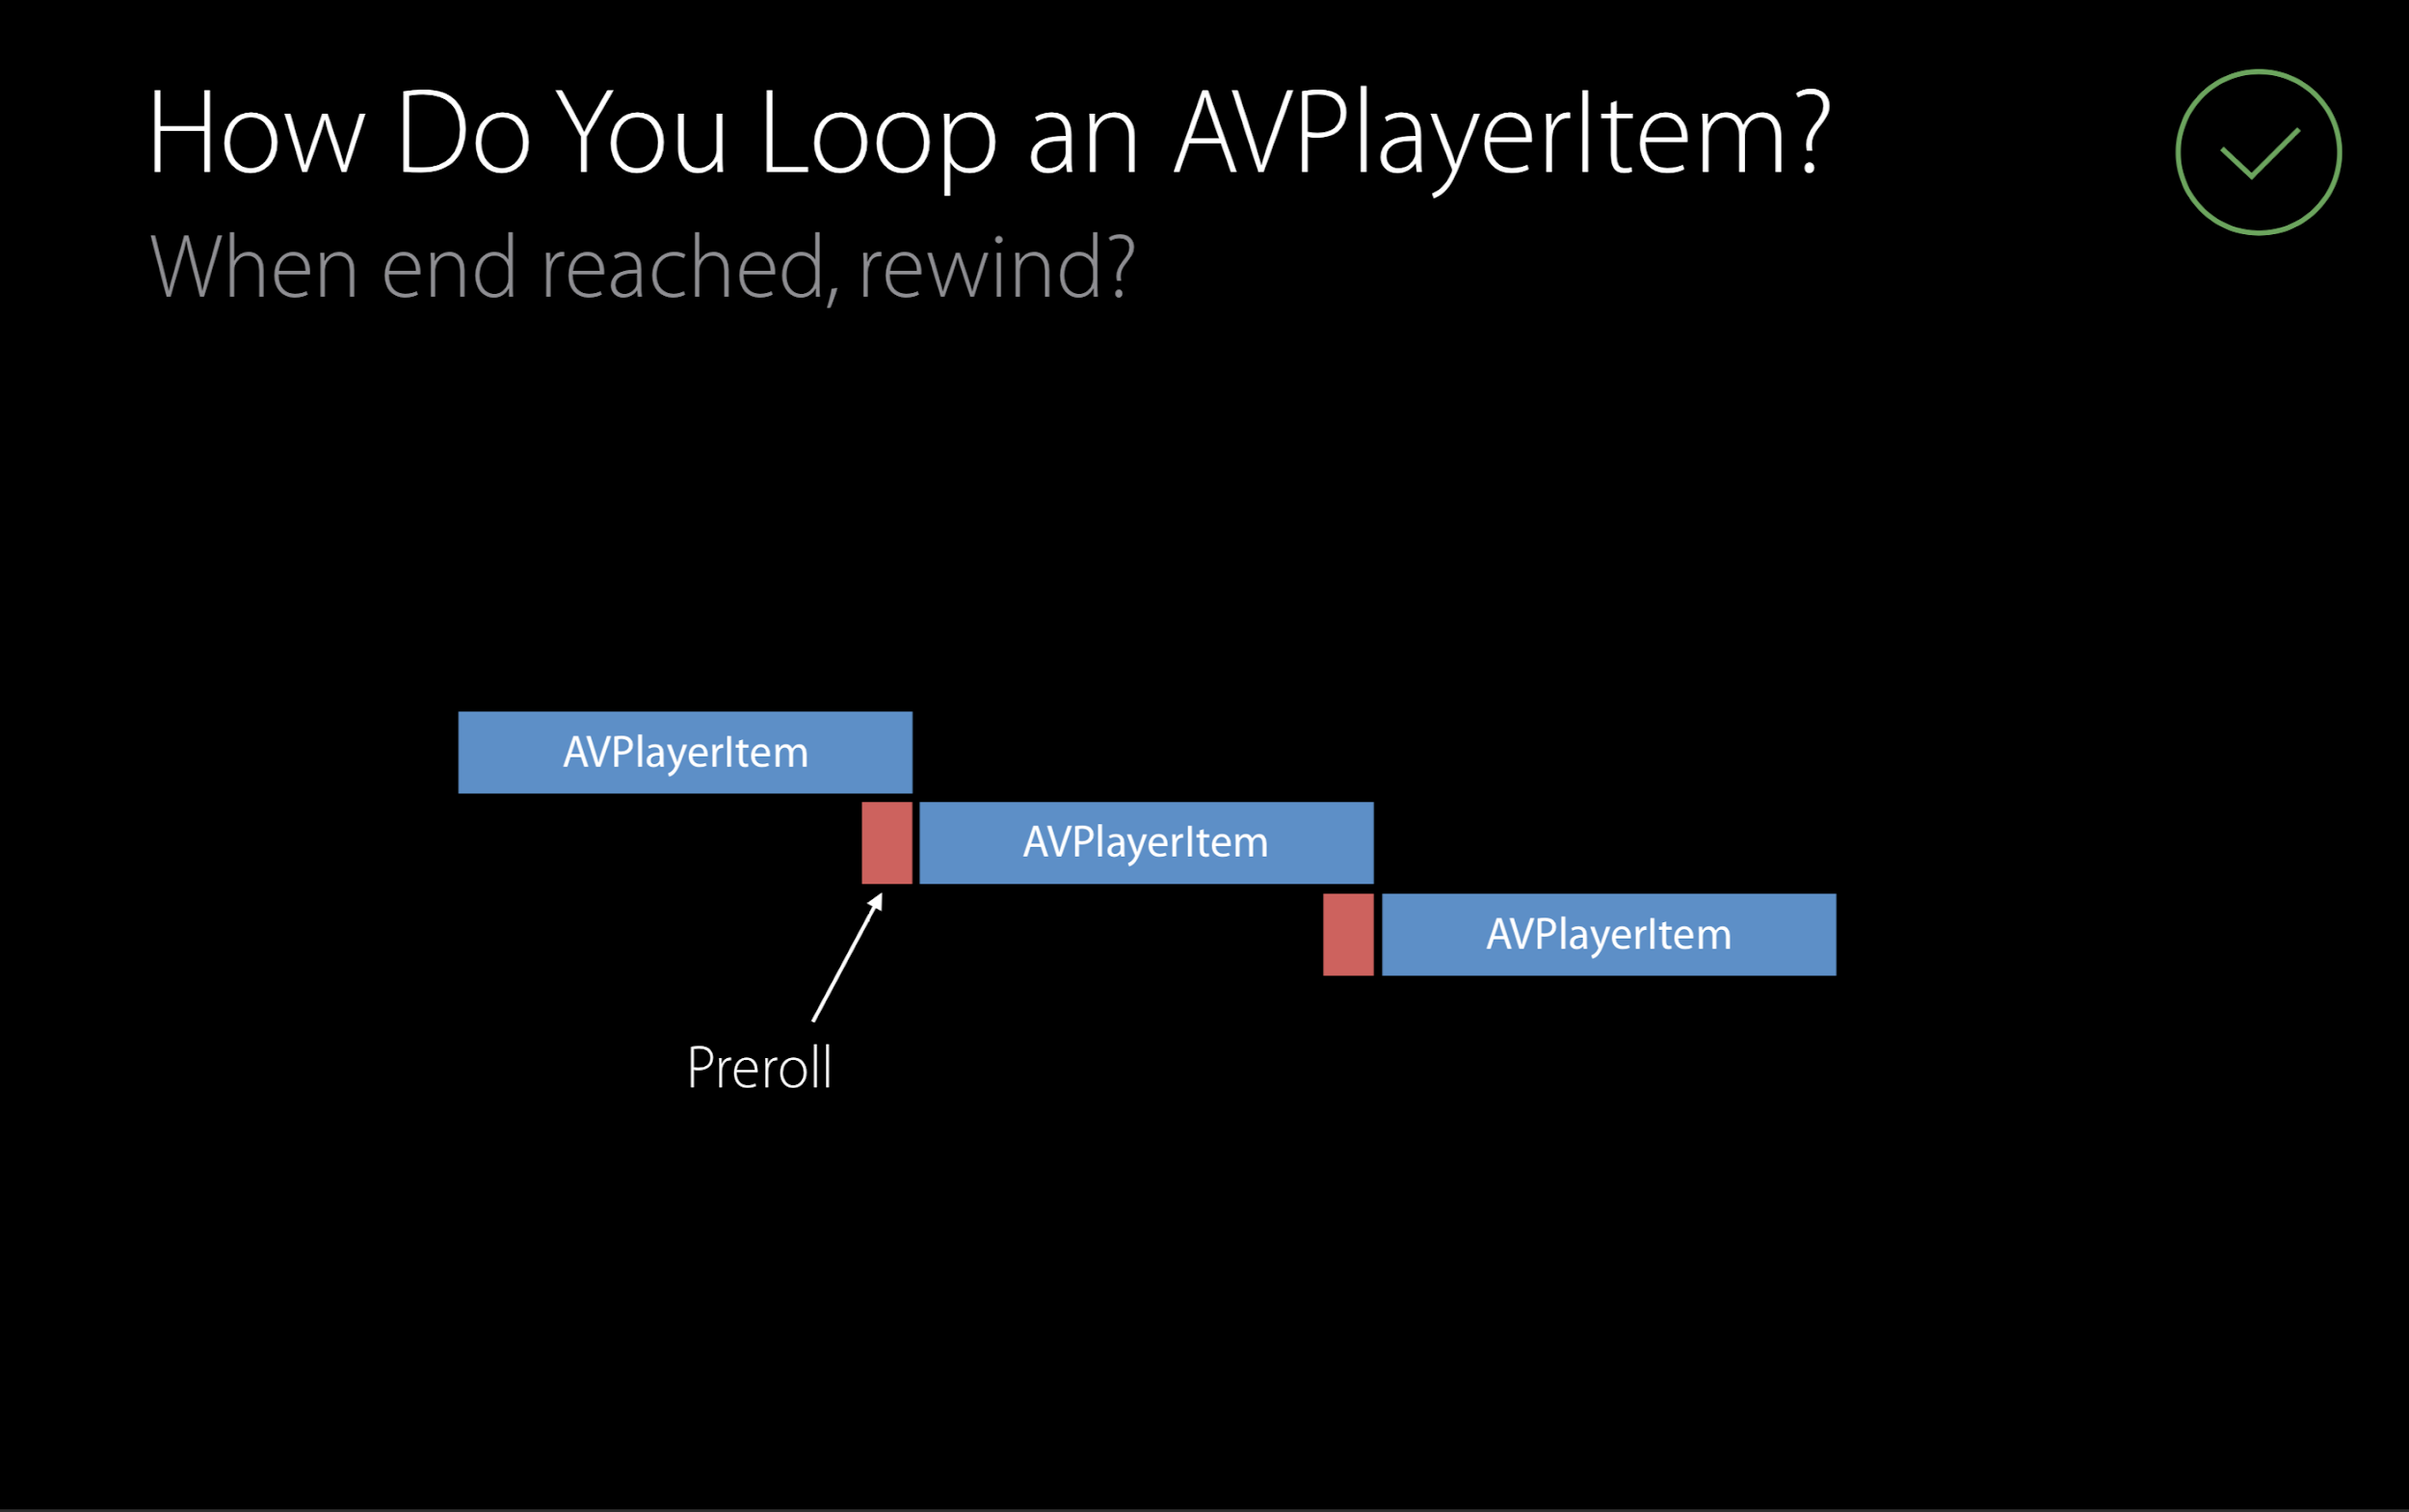 How Do You Loop an AVPlayerItem?
When end reached, rewind?
AVPlayerItem
AVPlayerItem
AVPlayerItem
Preroll